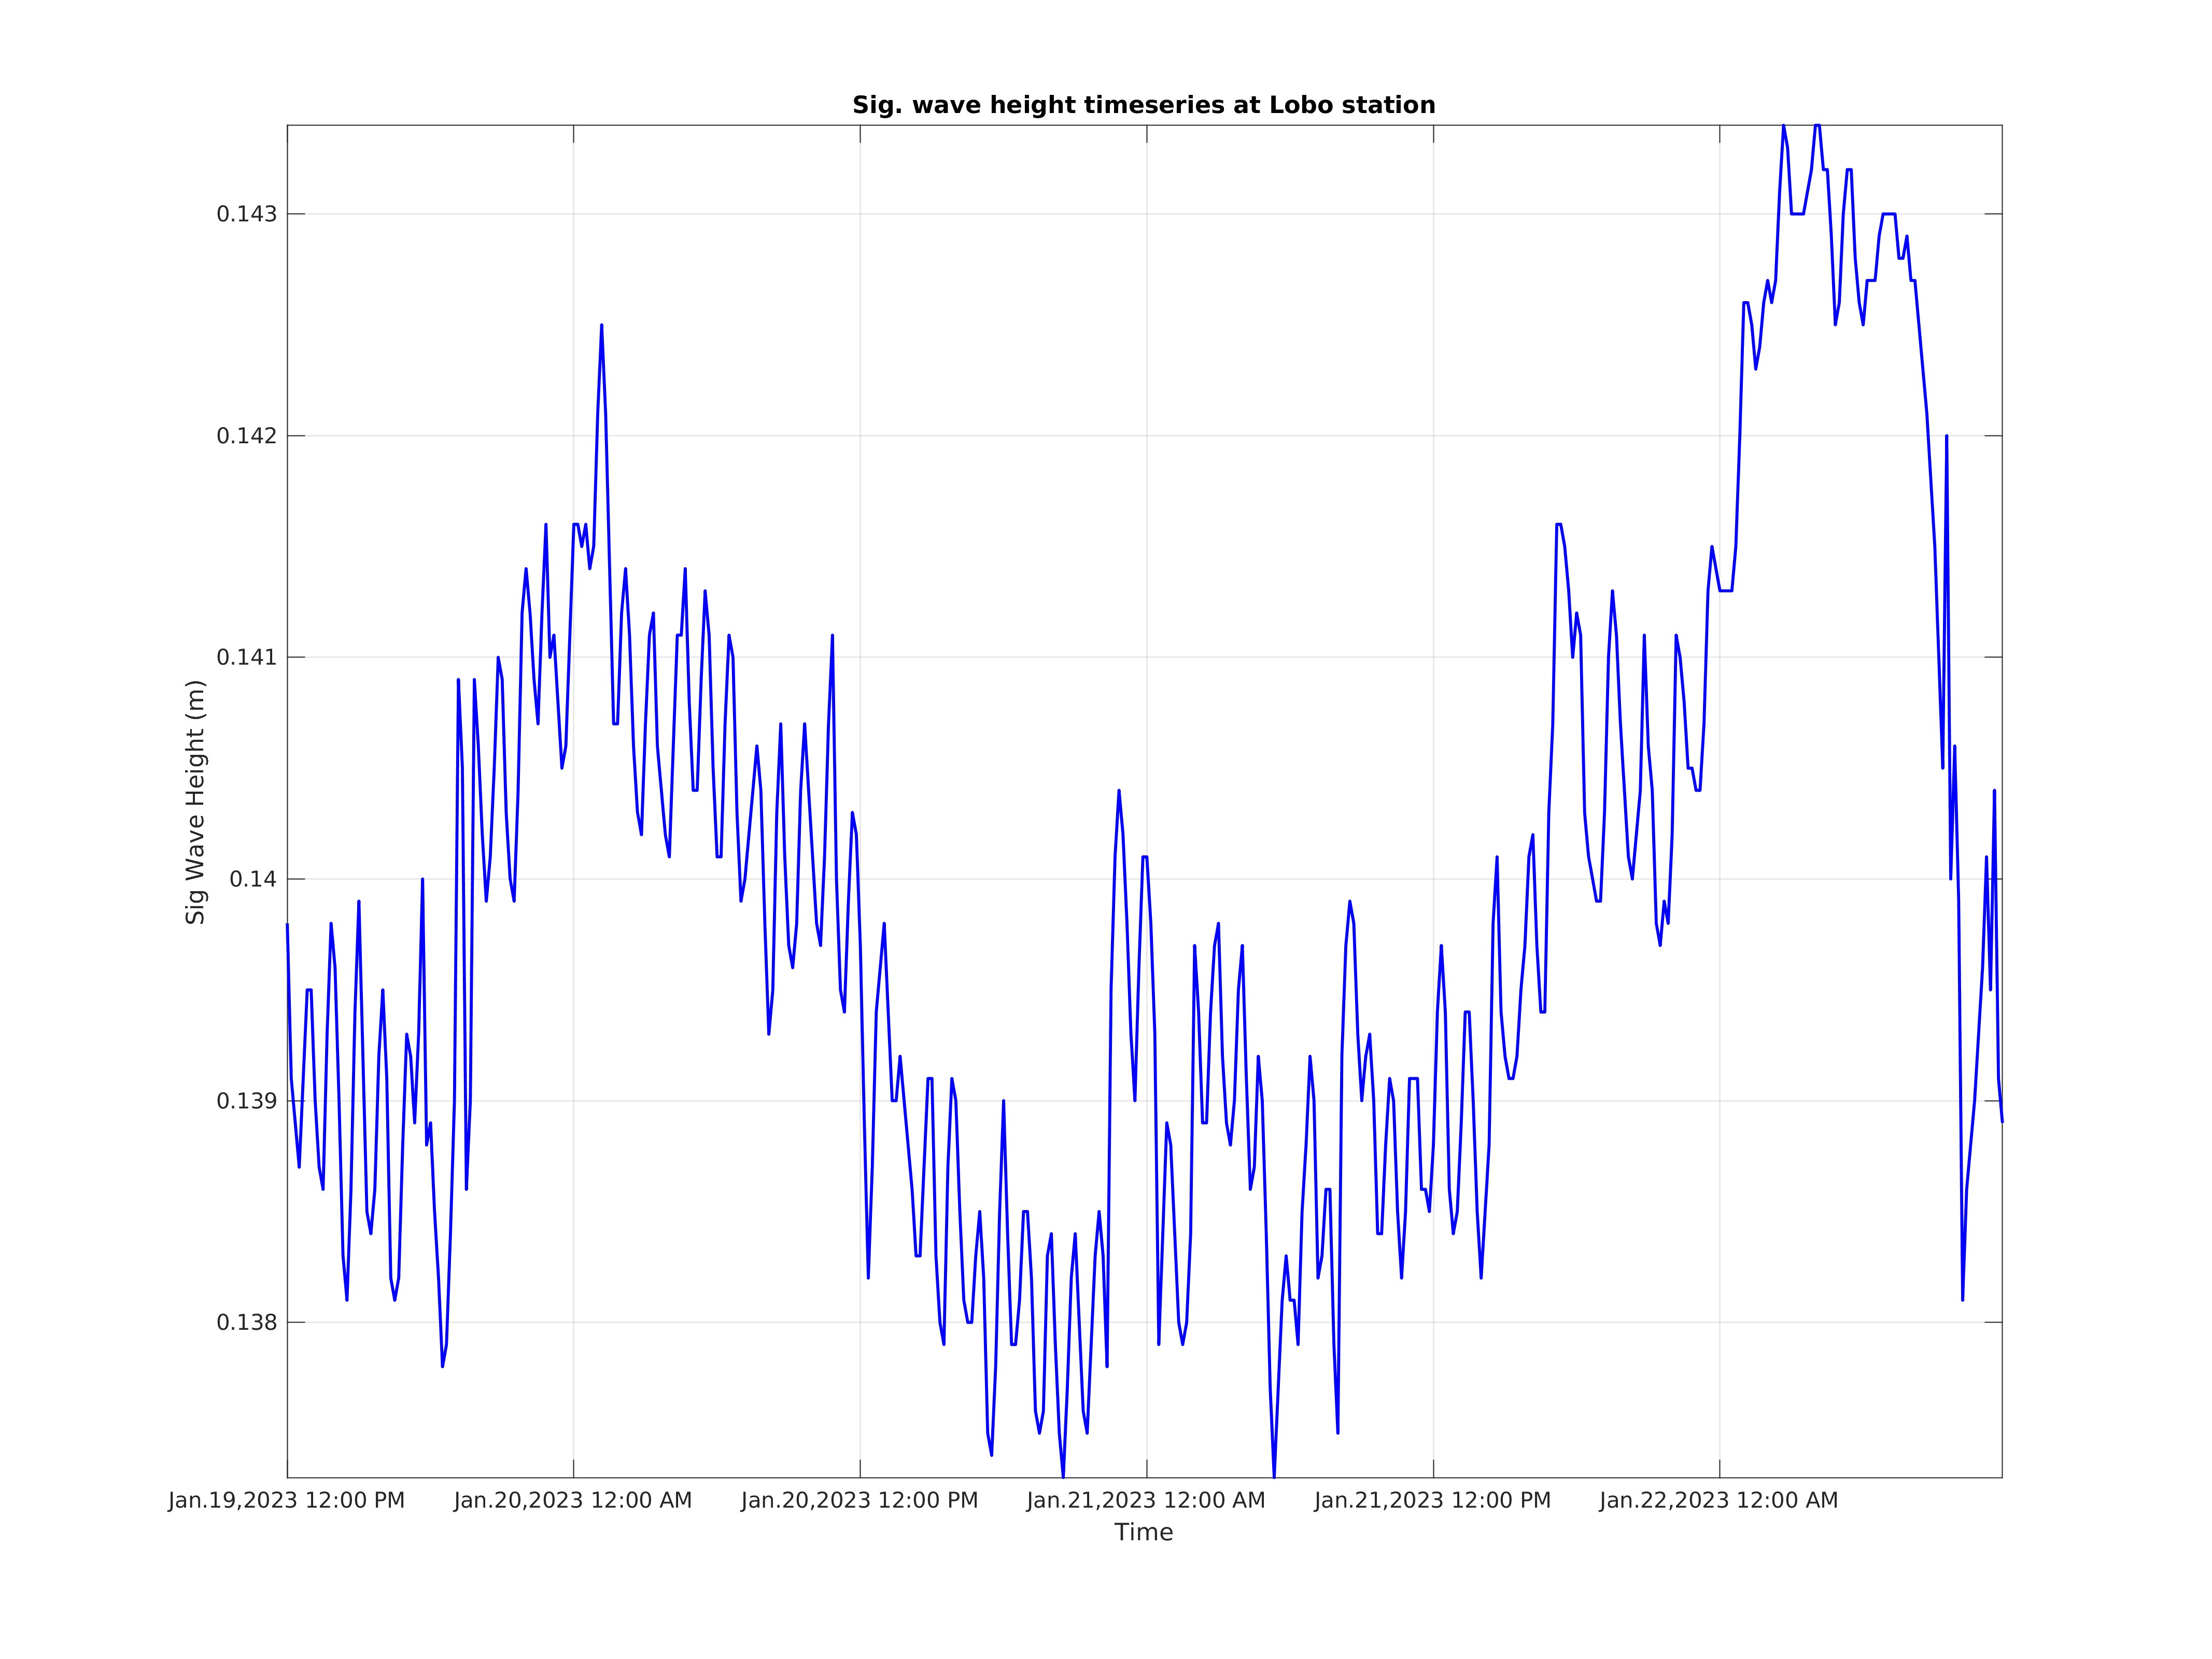 Sig. wave height timeseries at Lobo station
0.143
0.142
0.141
0.14
0.139
0.138
Sig Wave Height (m)
Jan.19,2023 12:00 PM
Jan.20,2023 12:00 AM
Jan.20,2023 12:00 PM
Jan.21,2023 12:00 AM
Jan.21,2023 12:00 PM
Jan.22,2023 12:00 AM
Time